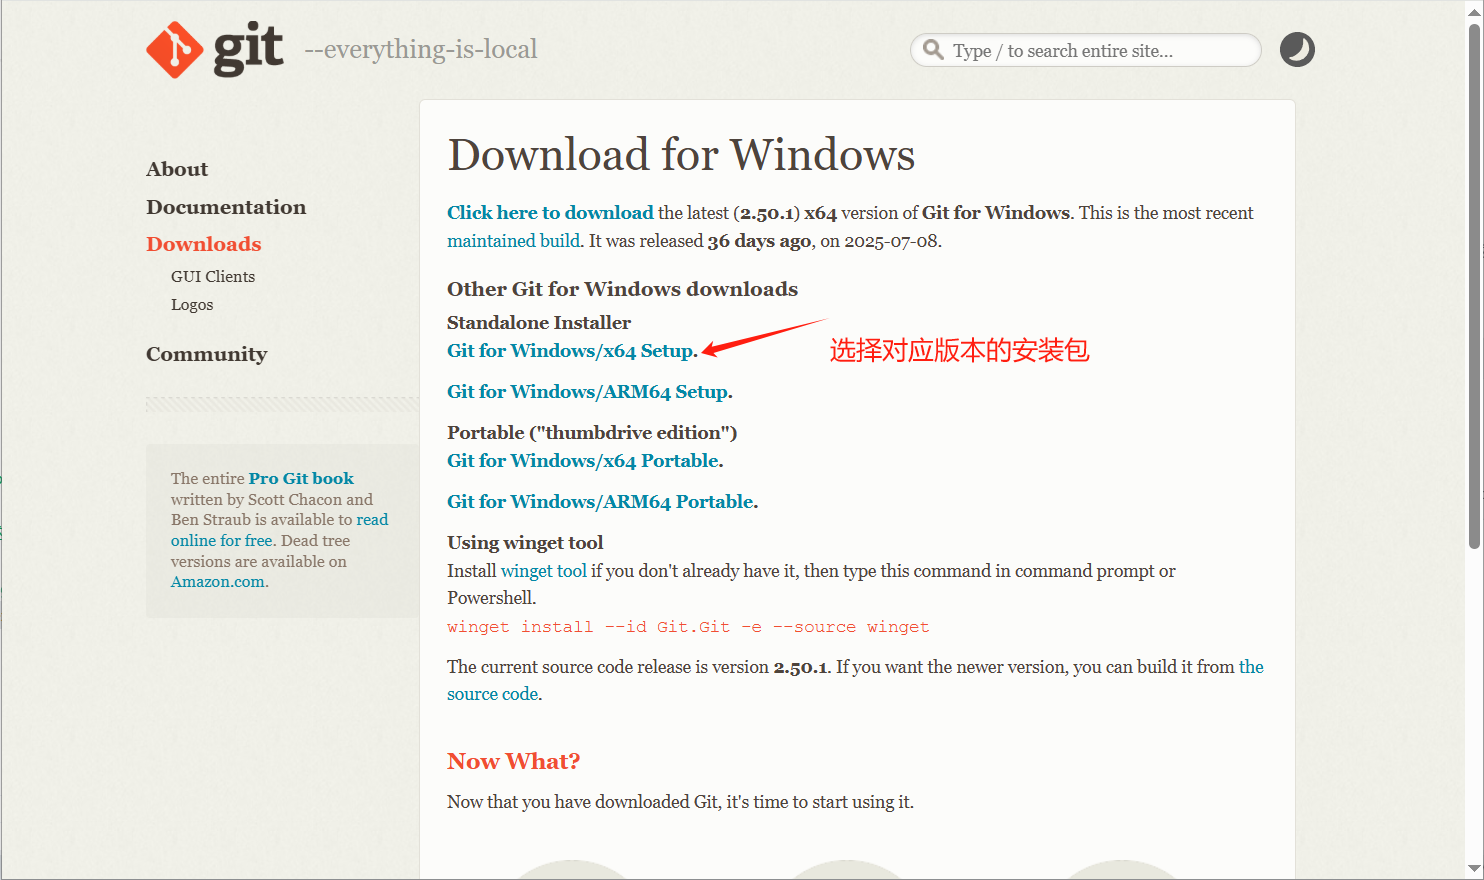 git --everything-is-local
Type / to search entire site...
About
Documentation
Downloads
GUI Clients
Logos
Community
The entire Pro Git book
written by Scott Chacon and
Ben Straub is available to read
online for free. Dead tree
versions are available on
Amazon.com.
Download for Windows
Click here to download the latest (2.50.1) x64 version of Git for Windows. This is the most recent
maintained build. It was released 36 days ago, on 2025-07-08.
Other Git for Windows downloads
Standalone Installer
Git for Windows/x64 Setup.
选择对应版本的安装包
Git for Windows/ARM64 Setup.
Portable ("thumbdrive edition")
Git for Windows/x64 Portable.
Git for Windows/ARM64 Portable.
Using winget tool
Install winget tool if you don't already have it, then type this command in command prompt or
Powershell.
winget install --id Git.Git -e --source winget
The current source code release is version 2.50.1. If you want the newer version, you can build it from the
source code.
Now What?
Now that you have downloaded Git, it's time to start using it.